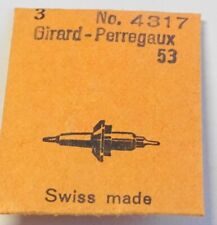 3 No. 4317
Girard-Perregaux
53
Swiss made